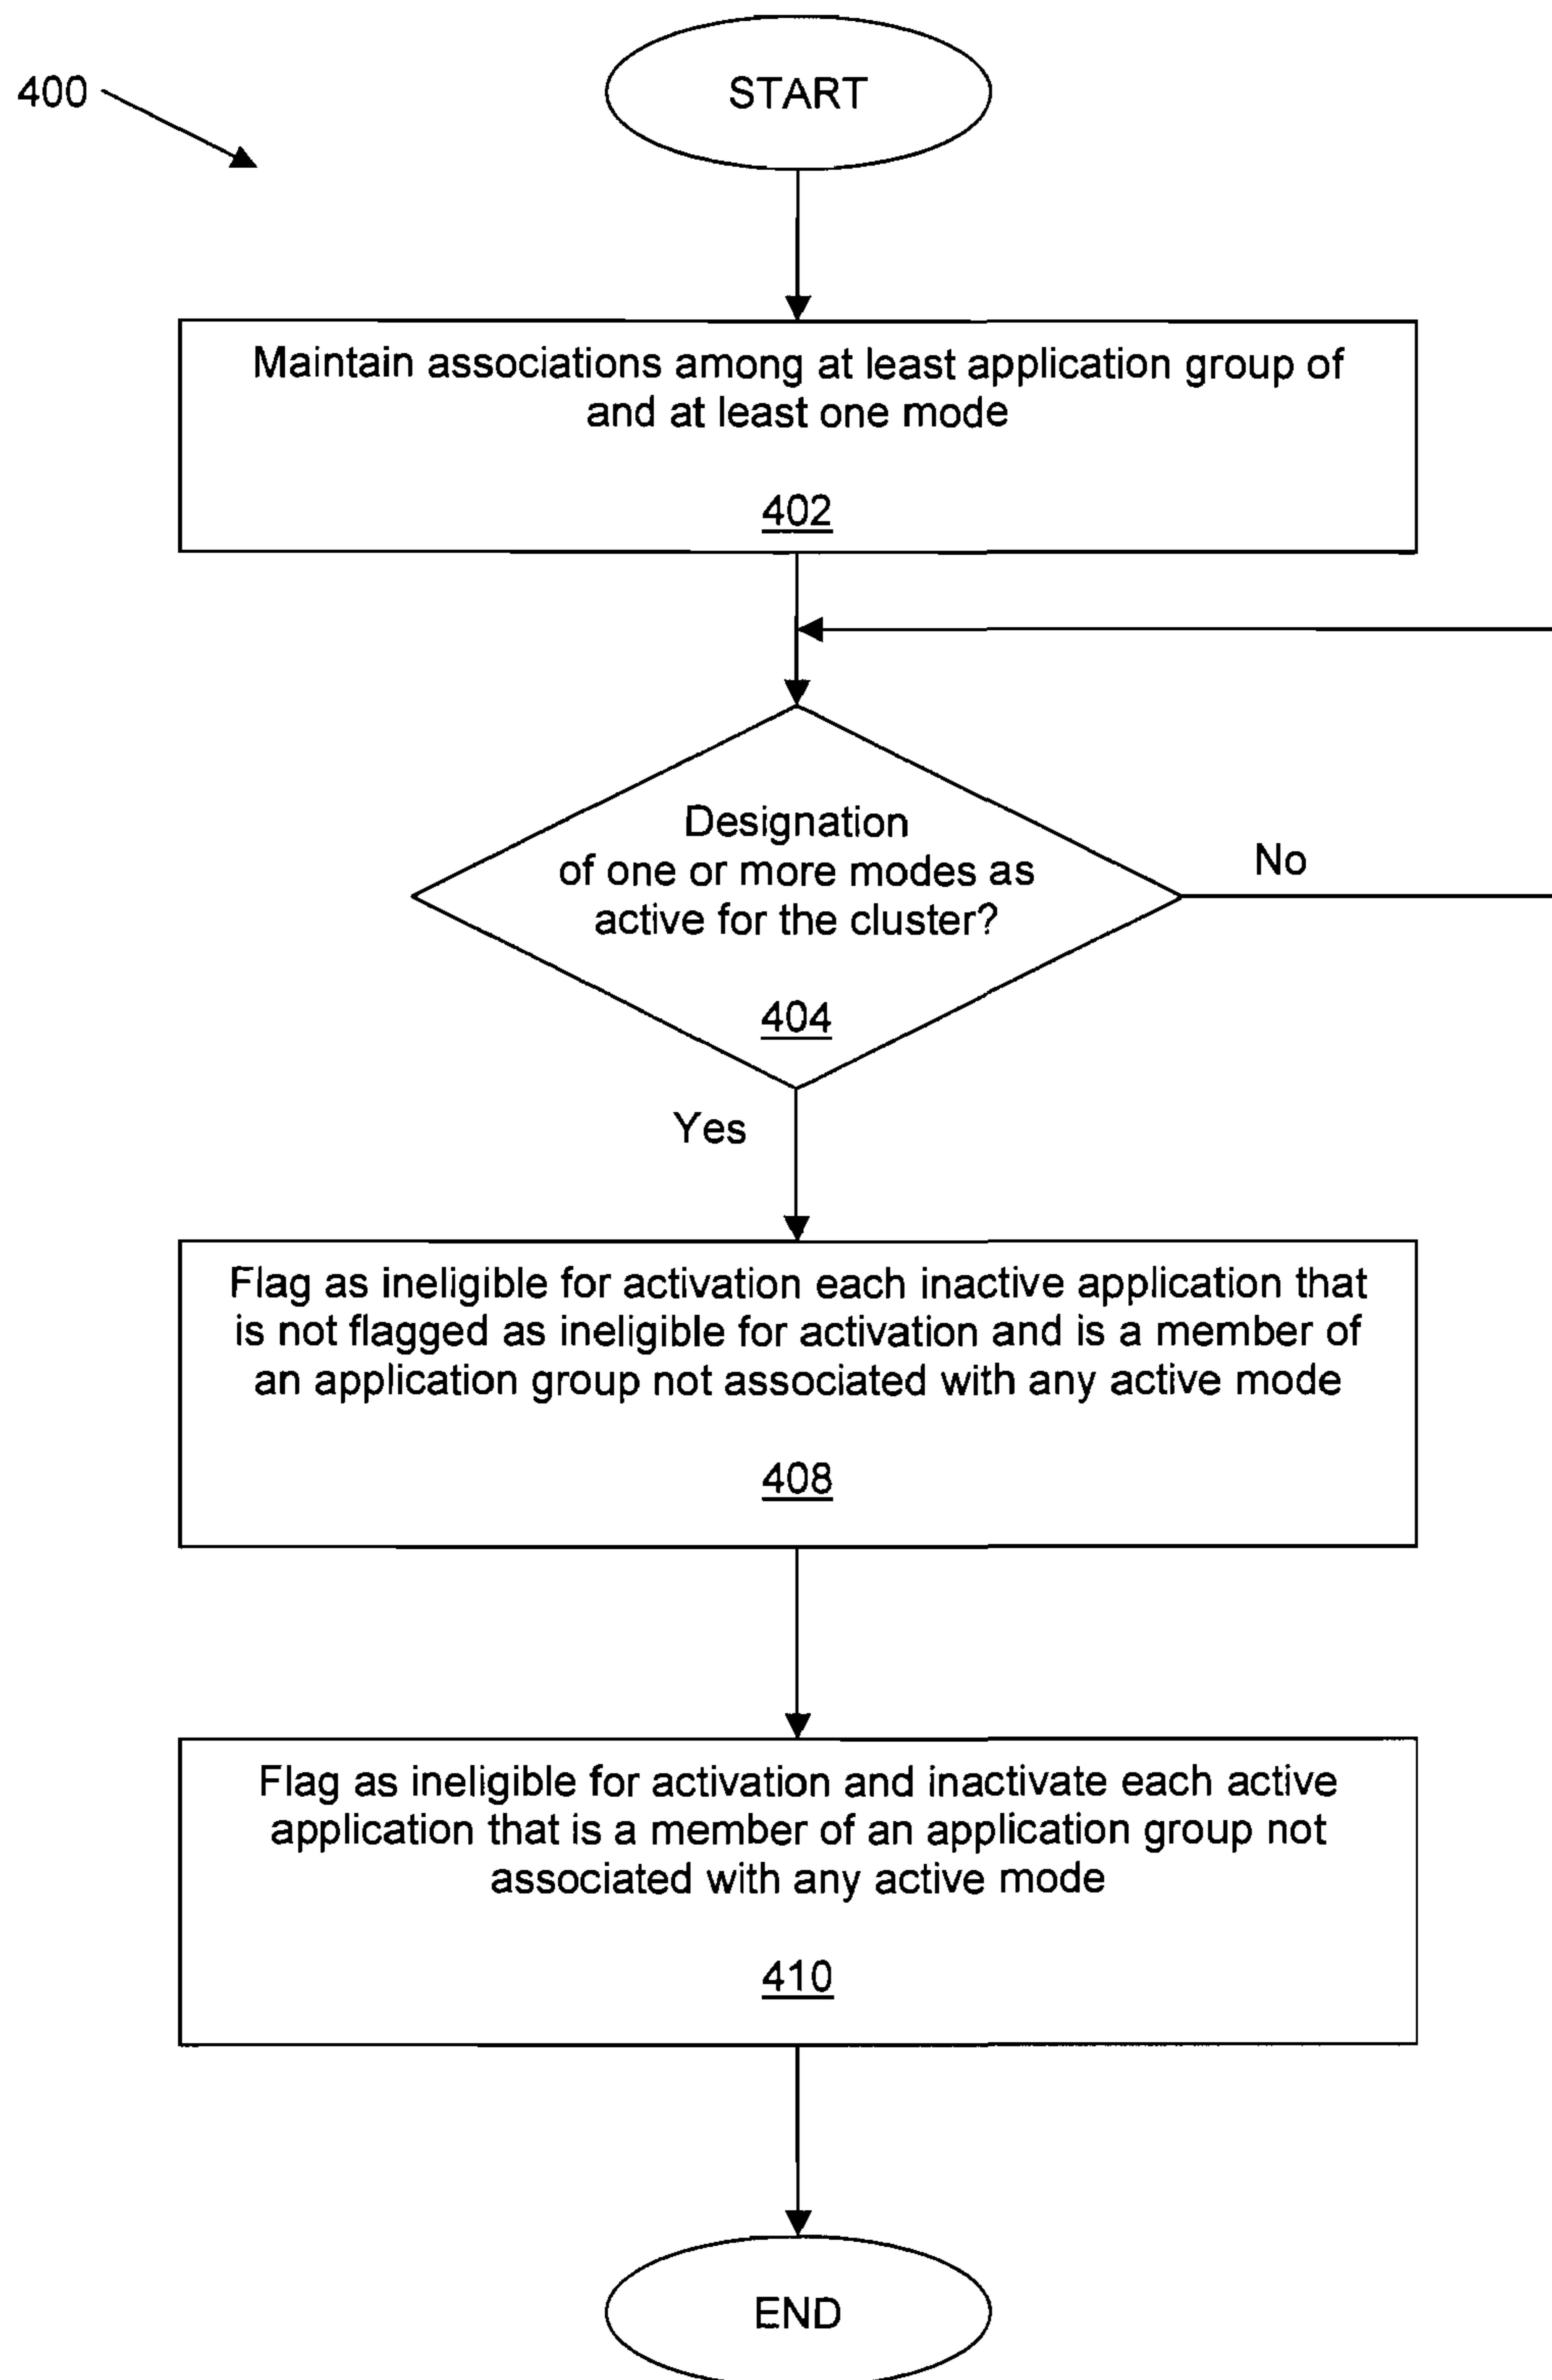 400
START
Maintain associations among at least application group of
and at least one mode
402
Designation
of one or more modes as
active for the cluster?
404
No
Yes
Flag as ineligible for activation each inactive application that
is not flagged as ineligible for activation and is a member of
an application group not associated with any active mode
408
Flag as ineligible for activation and inactivate each active
application that is a member of an application group not
associated with any active mode
410
END